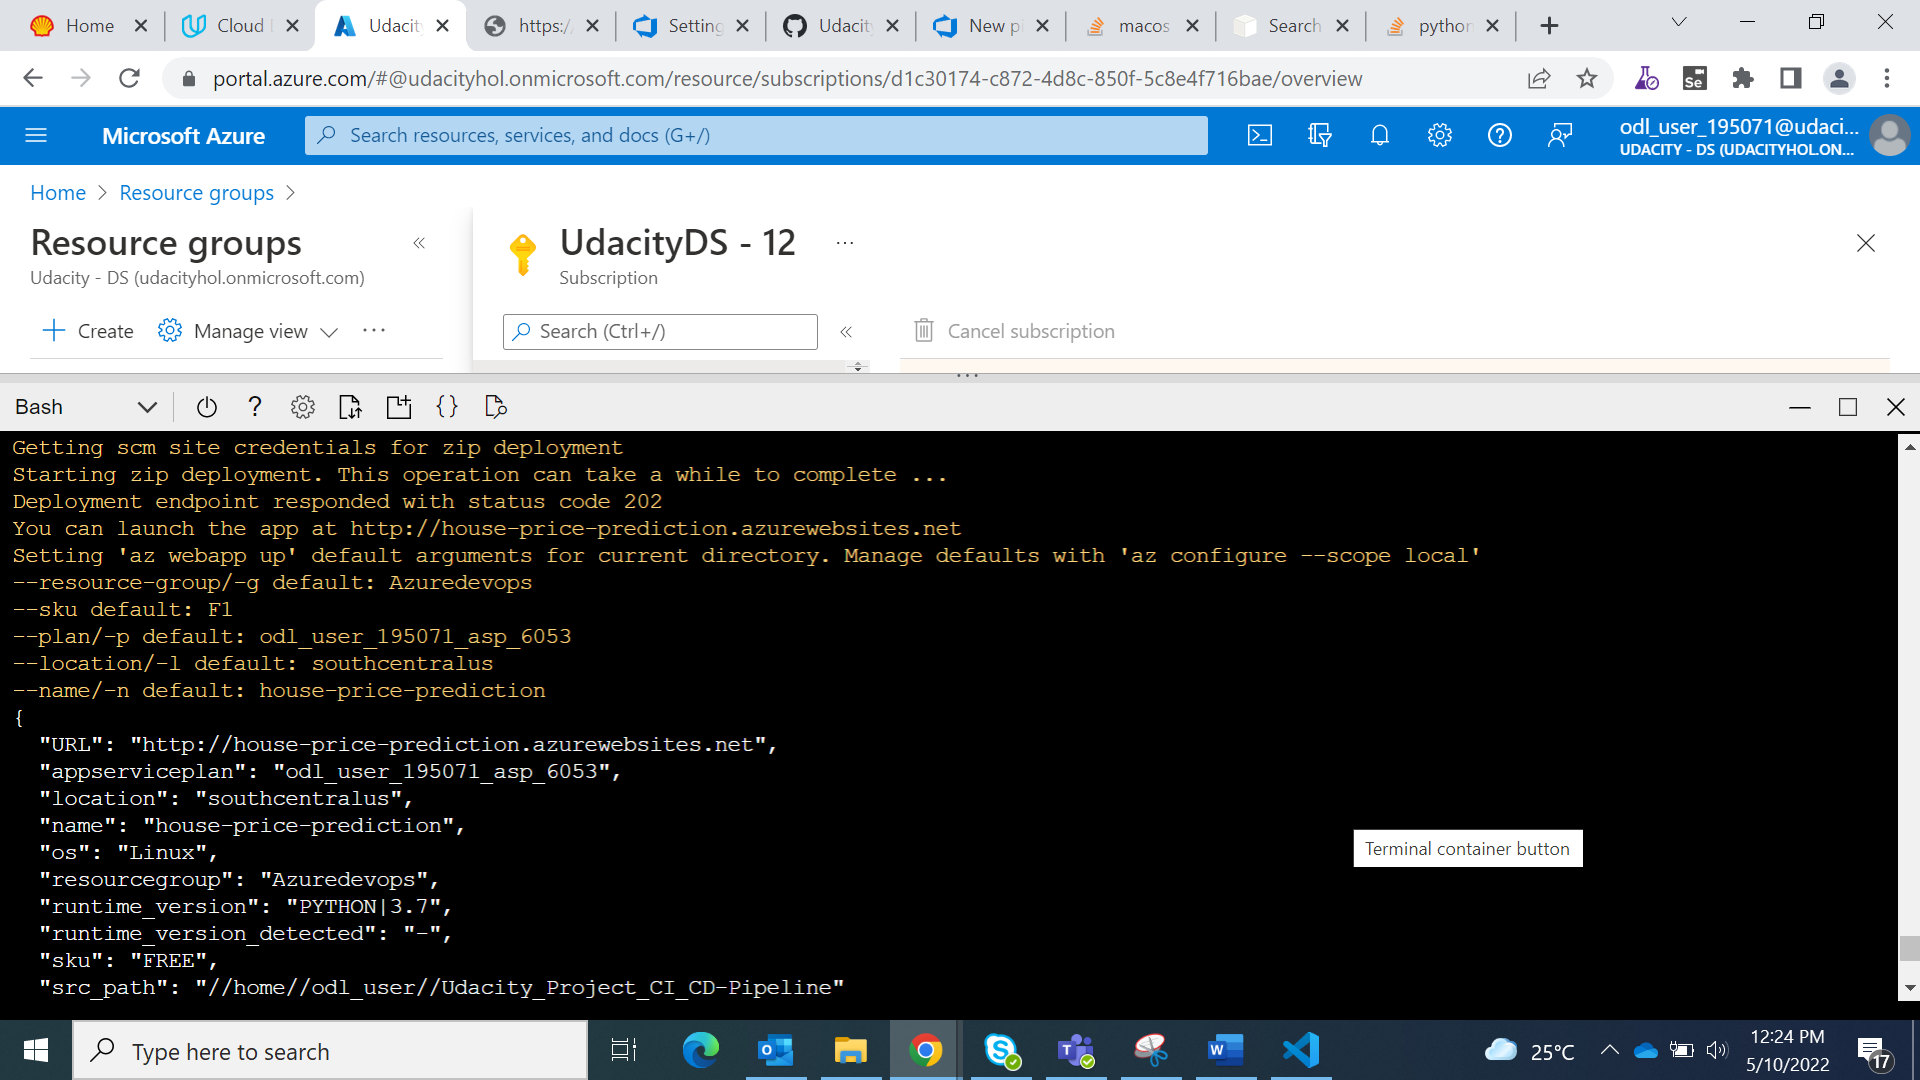 Home
Cloud
Udacity
https:/
Setting
Udacity
New pi
macos
Search
python
portal.azure.com/#@udacityhol.onmicrosoft.com/resource/subscriptions/d1c30174-c872-4d8c-850f-5c8e4f716bae/overview
Se
Microsoft Azure
Search resources, services, and docs (G+/)
odl_user_195071@udaci...
UDACITY - DS (UDACITYHOL.ON...
Home > Resource groups >
Resource groups
Udacity - DS (udacityhol.onmicrosoft.com)
Create
Manage view
UdacityDS - 12
Subscription
Search (Ctrl+/)
Cancel subscription
Bash
Getting scm site credentials for zip deployment
Starting zip deployment. This operation can take a while to complete ...
Deployment endpoint responded with status code 202
You can launch the app at http://house-price-prediction.azurewebsites.net
Setting 'az webapp up' default arguments for current directory. Manage defaults with 'az configure --scope local'
--resource-group/-g default: Azuredevops
--sku default: F1
--plan/-p default: odl_user_195071_asp_6053
--location/-l default: southcentralus
--name/-n default: house-price-prediction
{
"URL": "http://house-price-prediction.azurewebsites.net",
"appserviceplan": "odl_user_195071_asp_6053",
"location": "southcentralus",
"name": "house-price-prediction",
"os": "Linux",
"resourcegroup": "Azuredevops",
"runtime_version": "PYTHON|3.7",
"runtime_version_detected": "-",
"sku": "FREE",
"src_path": "//home//odl_user//Udacity_Project_CI_CD-Pipeline"
Terminal container button
Type here to search
25°C
12:24 PM
5/10/2022
17